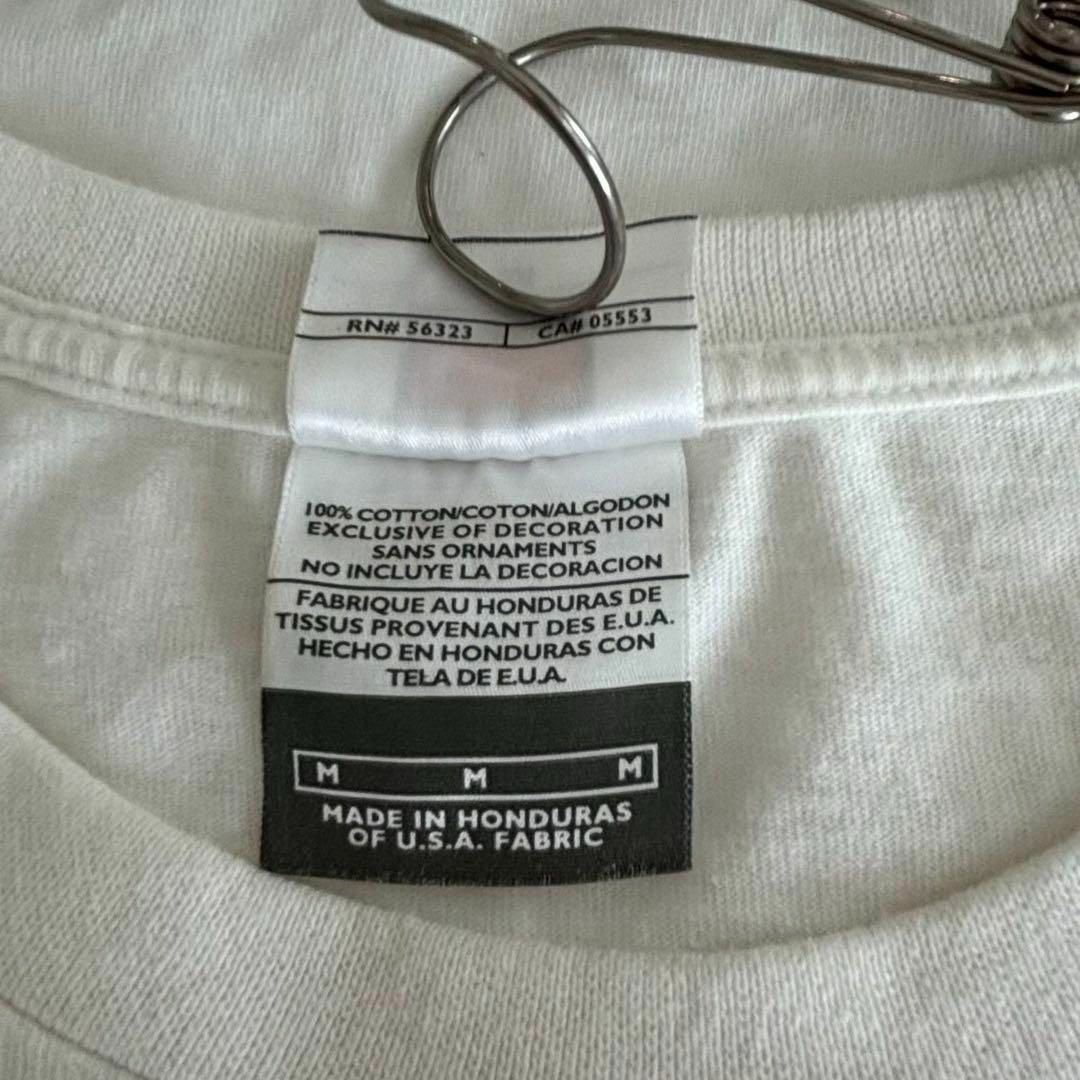 RN# 56323 | CA# 05553
100% COTTON/COTON/ALGODON
EXCLUSIVE OF DECORATION
SANS ORNAMENTS
NO INCLUYE LA DECORACION
FABRIQUE AU HONDURAS DE
TISSUS PROVENANT DES E.U.A.
HECHO EN HONDURAS CON
TELA DE E.U.A.
M M M
MADE IN HONDURAS
OF U.S.A. FABRIC